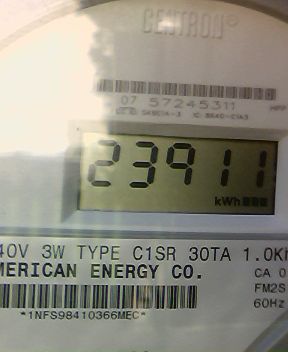 CENTRON®
07 57245311
23911
kWh
40V 3W TYPE C1SR 30TA 1.0Kh
MERICAN ENERGY CO.
CA 0
FM2S
60Hz
*1NFS98410366MEC*